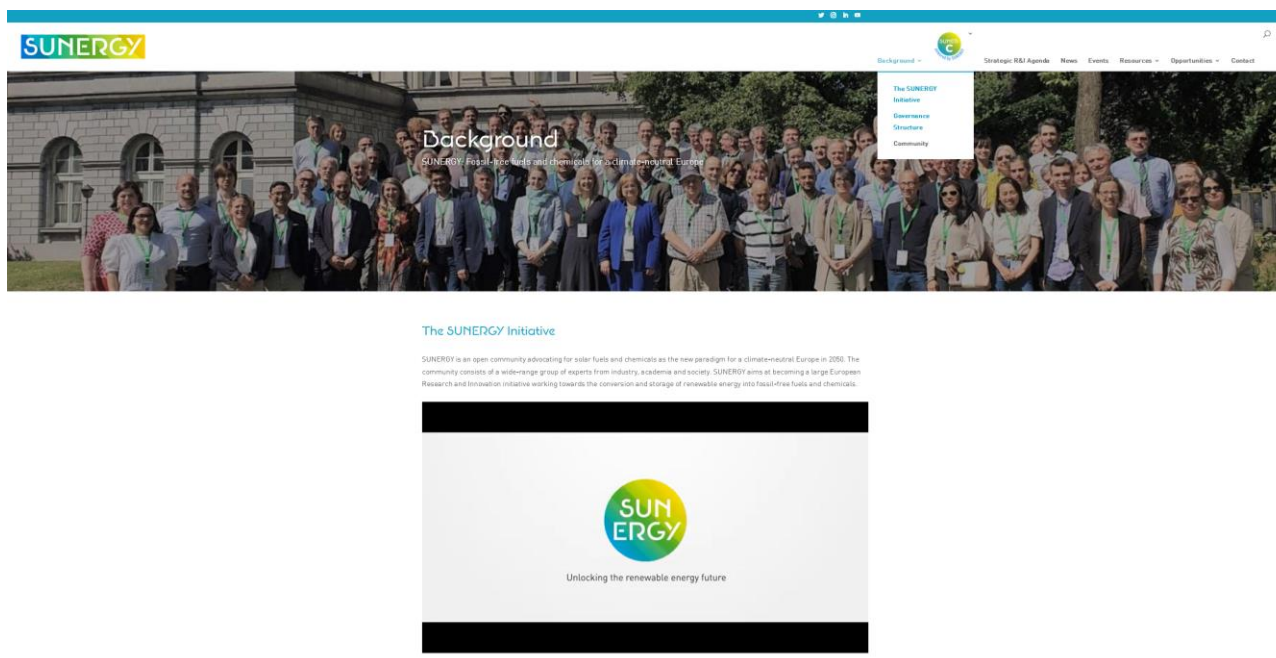 SUNERGY
SUNER
C
Background
Strategic R&I Agenda
News
Events
Resources
Opportunities
Contact
The SUNERGY
Initiative
Governance
Structure
Community
Background
SUNERGY: Fossil-free fuels and chemicals for a climate-neutral Europe
The SUNERGY Initiative
SUNERGY is an open community advocating for solar fuels and chemicals as the new paradigm for a climate-neutral Europe in 2050. The
community consists of a wide-range group of experts from industry, academia and society. SUNERGY aims at becoming a large European
Research and Innovation initiative working towards the conversion and storage of renewable energy into fossil-free fuels and chemicals.
SUN
ERGY
Unlocking the renewable energy future